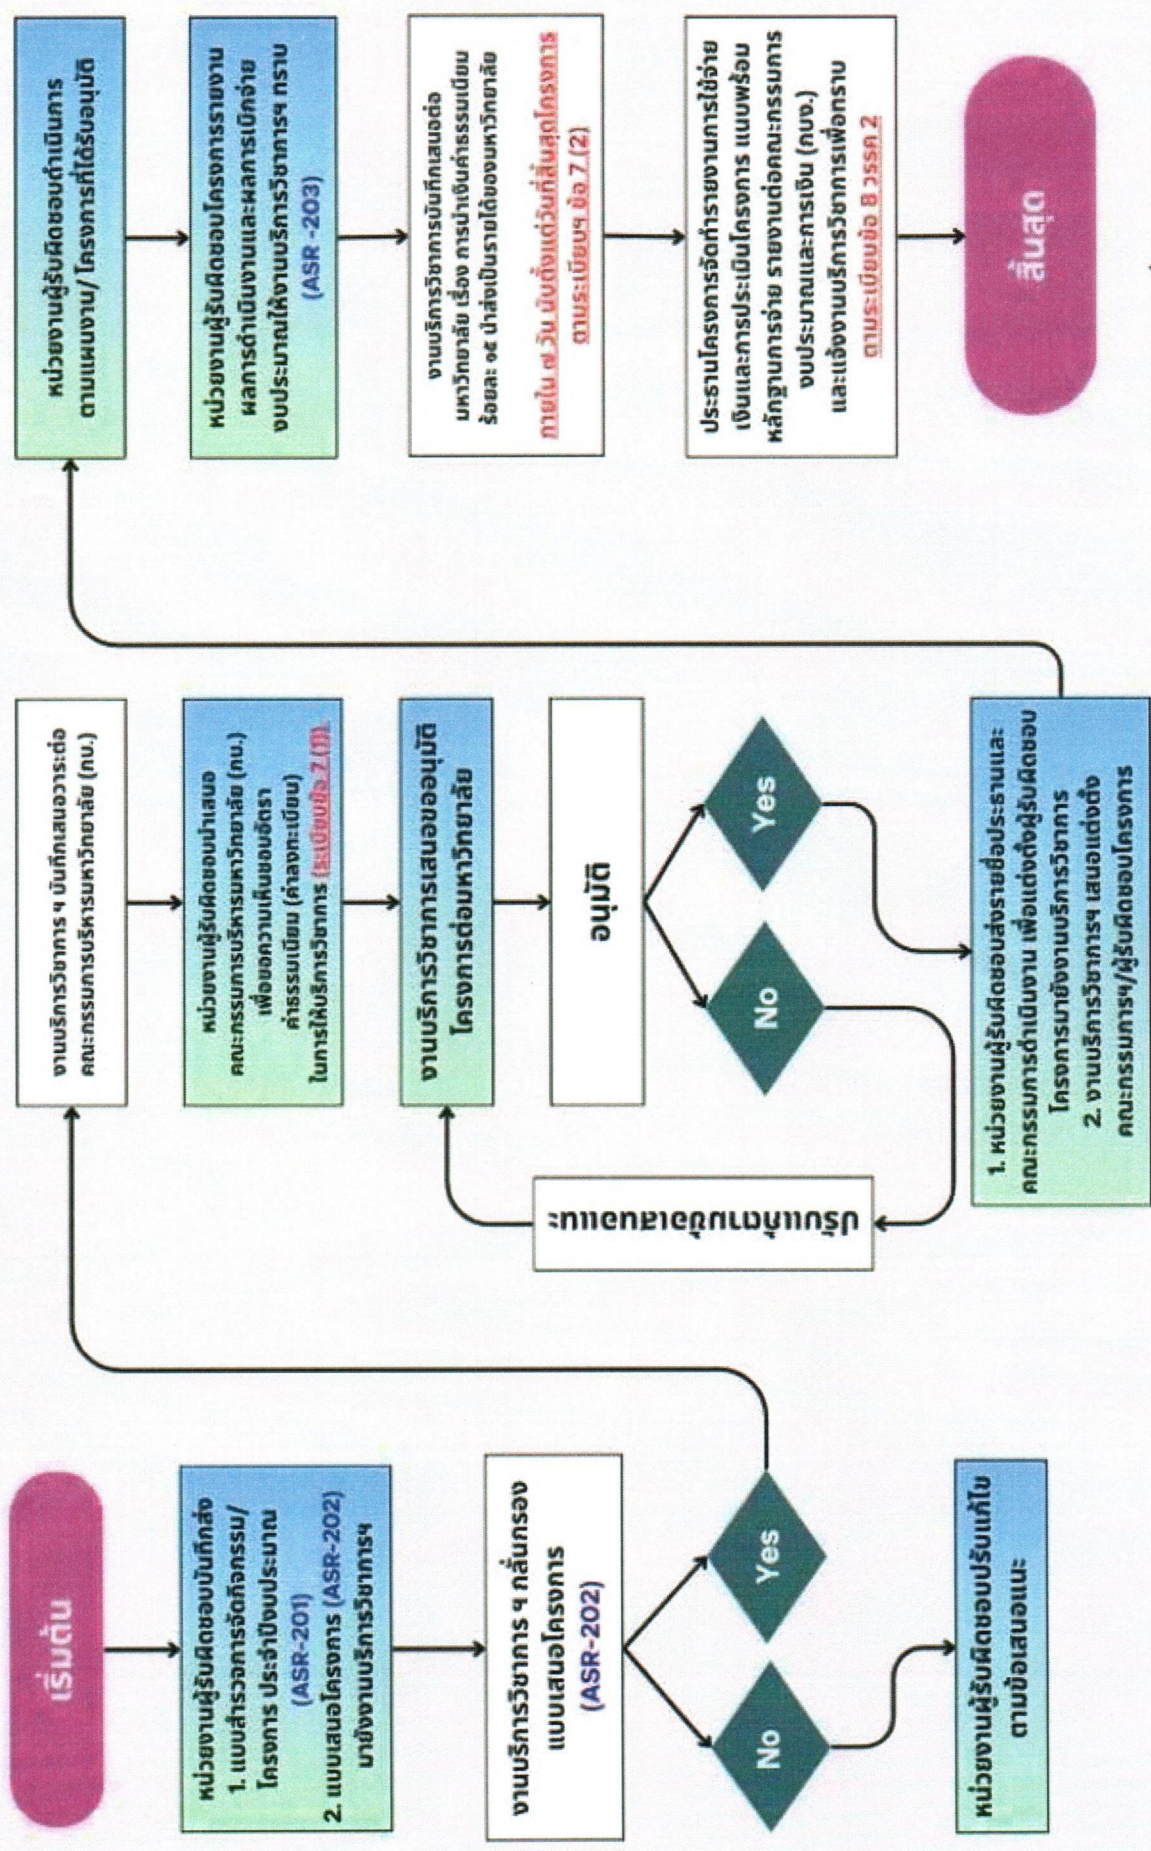 เริ่มต้น
หน่วยงานผู้รับผิดชอบบันทึกส่ง
1. แบบสำรวจการจัดกิจกรรม/
โครงการ ประจำปีงบประมาณ
(ASR-201)
2. แบบเสนอโครงการ (ASR-202)
มายังงานบริการวิชาการฯ
งานบริการวิชาการ ฯ กลั่นกรอง
แบบเสนอโครงการ
(ASR-202)
No
Yes
หน่วยงานผู้รับผิดชอบปรับแก้ไข
ตามข้อเสนอแนะ
งานบริการวิชาการ ฯ บันทึกเสนอวาระต่อ
คณะกรรมการบริหารมหาวิทยาลัย (กบ.)
หน่วยงานผู้รับผิดชอบนำเสนอ
คณะกรรมการบริหารมหาวิทยาลัย (กบ.)
เพื่อขอความเห็นชอบอัตรา
ค่าธรรมเนียม (ค่าลงทะเบียน)
ในการให้บริการวิชาการ (ระเบียบข้อ 7 (1))
งานบริการวิชาการเสนอขออนุมัติ
โครงการต่อมหาวิทยาลัย
อนุมัติ
No
Yes
ปรับแก้ตามข้อเสนอแนะ
1. หน่วยงานผู้รับผิดชอบส่งรายชื่อประธานและ
คณะกรรมการดำเนินงาน เพื่อแต่งตั้งผู้รับผิดชอบ
โครงการมายังงานบริการวิชาการ
2. งานบริการวิชาการฯ เสนอแต่งตั้ง
คณะกรรมการฯ/ผู้รับผิดชอบโครงการ
หน่วยงานผู้รับผิดชอบดำเนินการ
ตามแผนงาน/ โครงการที่ได้รับอนุมัติ
หน่วยงานผู้รับผิดชอบโครงการรายงาน
ผลการดำเนินงานและผลการเบิกจ่าย
งบประมาณให้งานบริการวิชาการฯ ทราบ
(ASR -203)
งานบริการวิชาการบันทึกเสนอต่อ
มหาวิทยาลัย เรื่อง การนำเงินค่าธรรมเนียม
ร้อยละ ๑๕ นำส่งเป็นรายได้ของมหาวิทยาลัย
ภายใน ๗ วัน นับตั้งแต่วันที่สิ้นสุดโครงการ
ตามระเบียบฯ ข้อ 7 (2)
ประธานโครงการจัดทำรายงานการใช้จ่าย
เงินและการประเมินโครงการ แนบพร้อม
หลักฐานการจ่าย รายงานต่อคณะกรรมการ
งบประมาณและการเงิน (กบง.)
และแจ้งงานบริการวิชาการเพื่อทราบ
ตามระเบียบข้อ 8 วรรค 2
สิ้นสุด